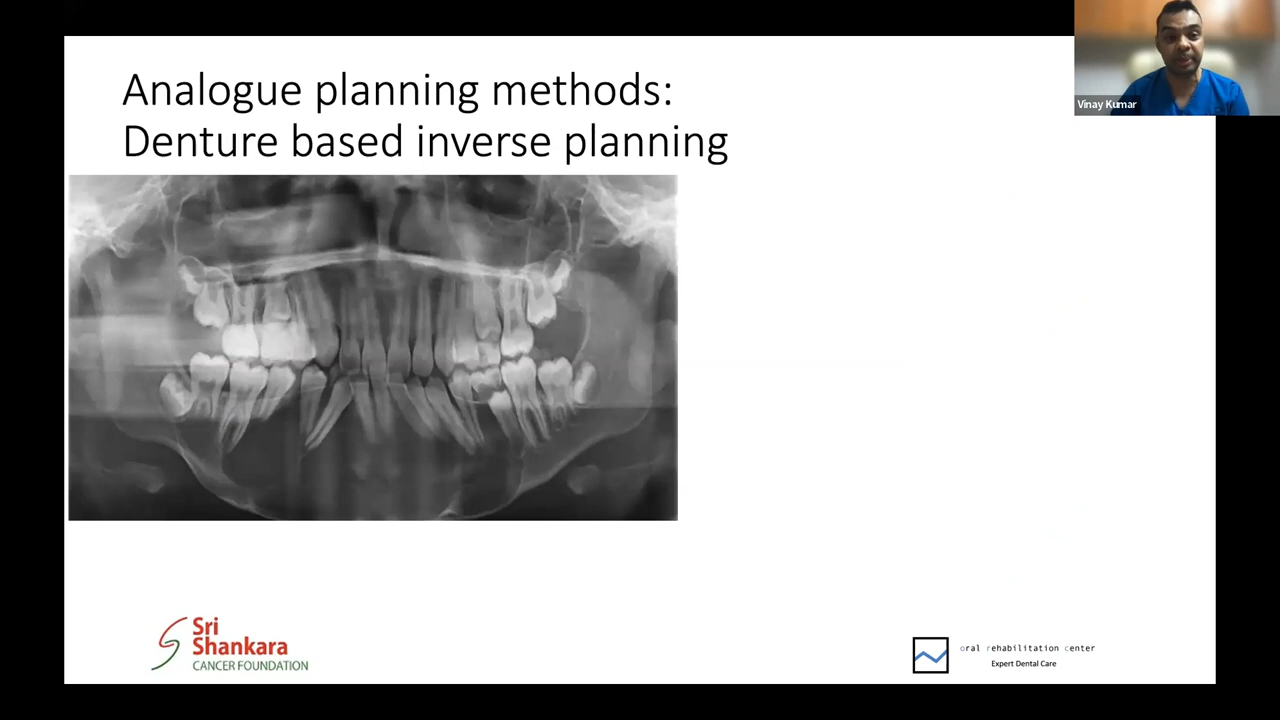 Analogue planning methods:
Denture based inverse planning
Vinay Kumar
Sri
Shankara
CANCER FOUNDATION
oral rehabilitation center
Expert Dental Care